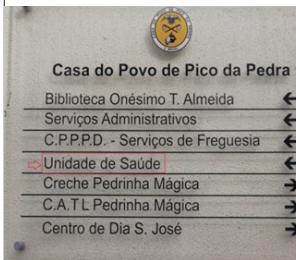 Casa do Povo de Pico da Pedra
Biblioteca Onésimo T. Almeida
Serviços Administrativos
C.P.P.P.D. - Serviços de Freguesia
Unidade de Saúde
Creche Pedrinha Mágica
C.A.T L Pedrinha Mágica
Centro de Dia S. José